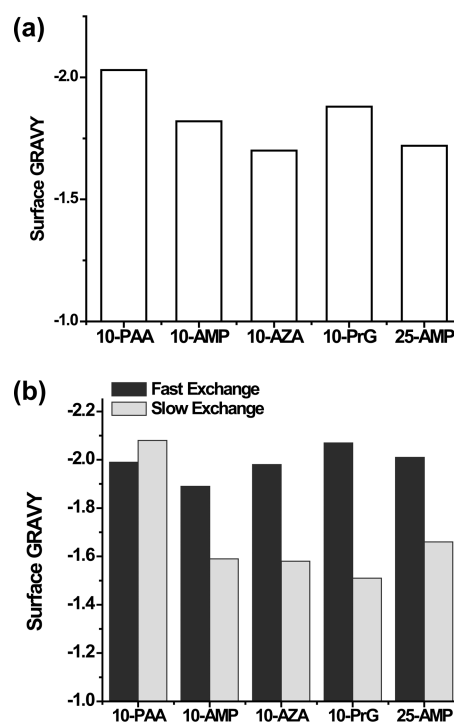 (a)
Surface GRAVY
-2.0
-1.5
-1.0
10-PAA 10-AMP 10-AZA 10-PrG 25-AMP
(b)
Fast Exchange
Slow Exchange
Surface GRAVY
-2.2
-2.0
-1.8
-1.6
-1.4
-1.2
-1.0
10-PAA 10-AMP 10-AZA 10-PrG 25-AMP